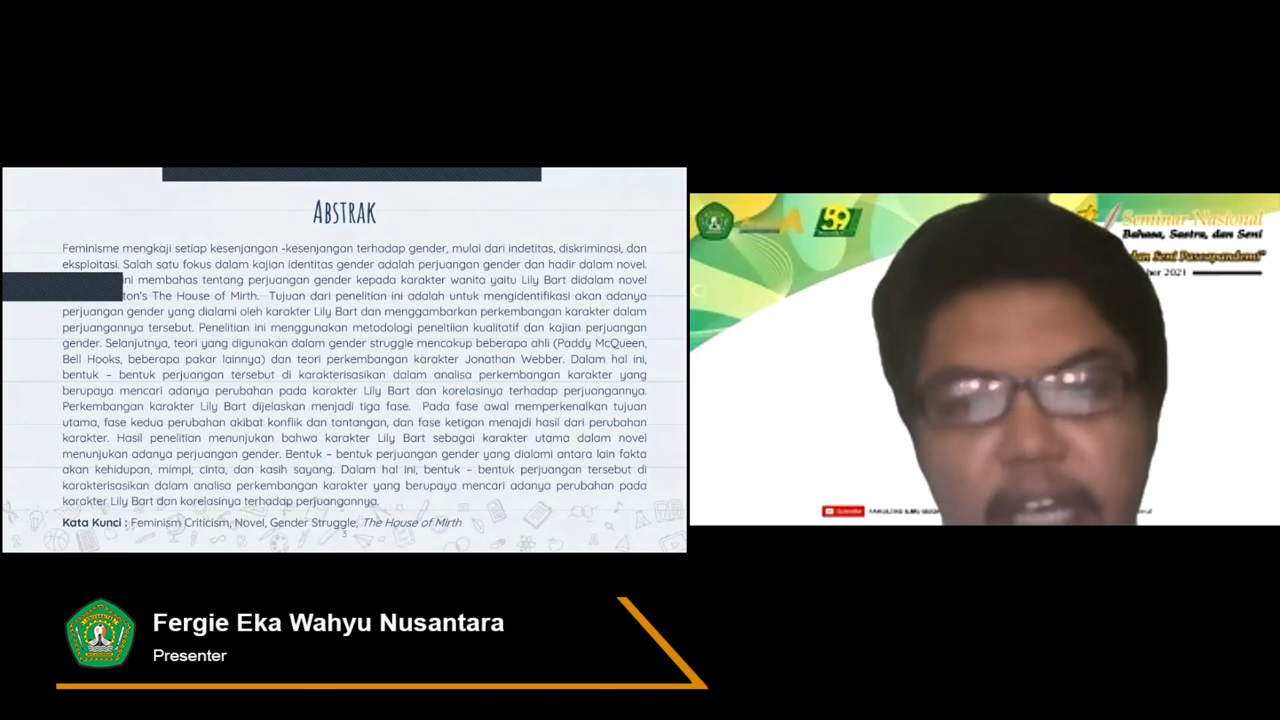 ABSTRAK
Feminisme mengkaji setiap kesenjangan -kesenjangan terhadap gender, mulai dari indetitas, diskriminasi, dan
eksploitasi. Salah satu fokus dalam kajian identitas gender adalah perjuangan gender dan hadir dalam novel.
ini membahas tentang perjuangan gender kepada karakter wanita yaitu Lily Bart didalam novel
ton's The House of Mirth. Tujuan dari penelitian ini adalah untuk mengidentifikasi akan adanya
perjuangan gender yang dialami oleh karakter Lily Bart dan menggambarkan perkembangan karakter dalam
perjuangannya tersebut. Penelitian ini menggunakan metodologi peneltiian kualitatif dan kajian perjuangan
gender. Selanjutnya, teori yang digunakan dalam gender struggle mencakup beberapa ahli (Paddy McQueen,
Bell Hooks, beberapa pakar lainnya) dan teori perkembangan karakter Jonathan Webber. Dalam hal ini,
bentuk – bentuk perjuangan tersebut di karakterisasikan dalam analisa perkembangan karakter yang
berupaya mencari adanya perubahan pada karakter Lily Bart dan korelasinya terhadap perjuangannya.
Perkembangan karakter Lily Bart dijelaskan menjadi tiga fase. Pada fase awal memperkenalkan tujuan
utama, fase kedua perubahan akibat konflik dan tantangan, dan fase ketigan menajdi hasil dari perubahan
karakter. Hasil penelitian menunjukan bahwa karakter Lily Bart sebagai karakter utama dalam novel
menunjukan adanya perjuangan gender. Bentuk – bentuk perjuangan gender yang dialami antara lain fakta
akan kehidupan, mimpi, cinta, dan kasih sayang. Dalam hal ini, bentuk – bentuk perjuangan tersebut di
karakterisasikan dalam analisa perkembangan karakter yang berupaya mencari adanya perubahan pada
karakter Lily Bart dan korelasinya terhadap perjuangannya.
Kata Kunci : Feminism Criticism, Novel, Gender Struggle, The House of Mirth
3
59
Seminar Nasional
Bahasa, Sastra, dan Seni
dan Seni Pascapandemi"
ber 2021
Subscribe
Fergie Eka Wahyu Nusantara
Presenter